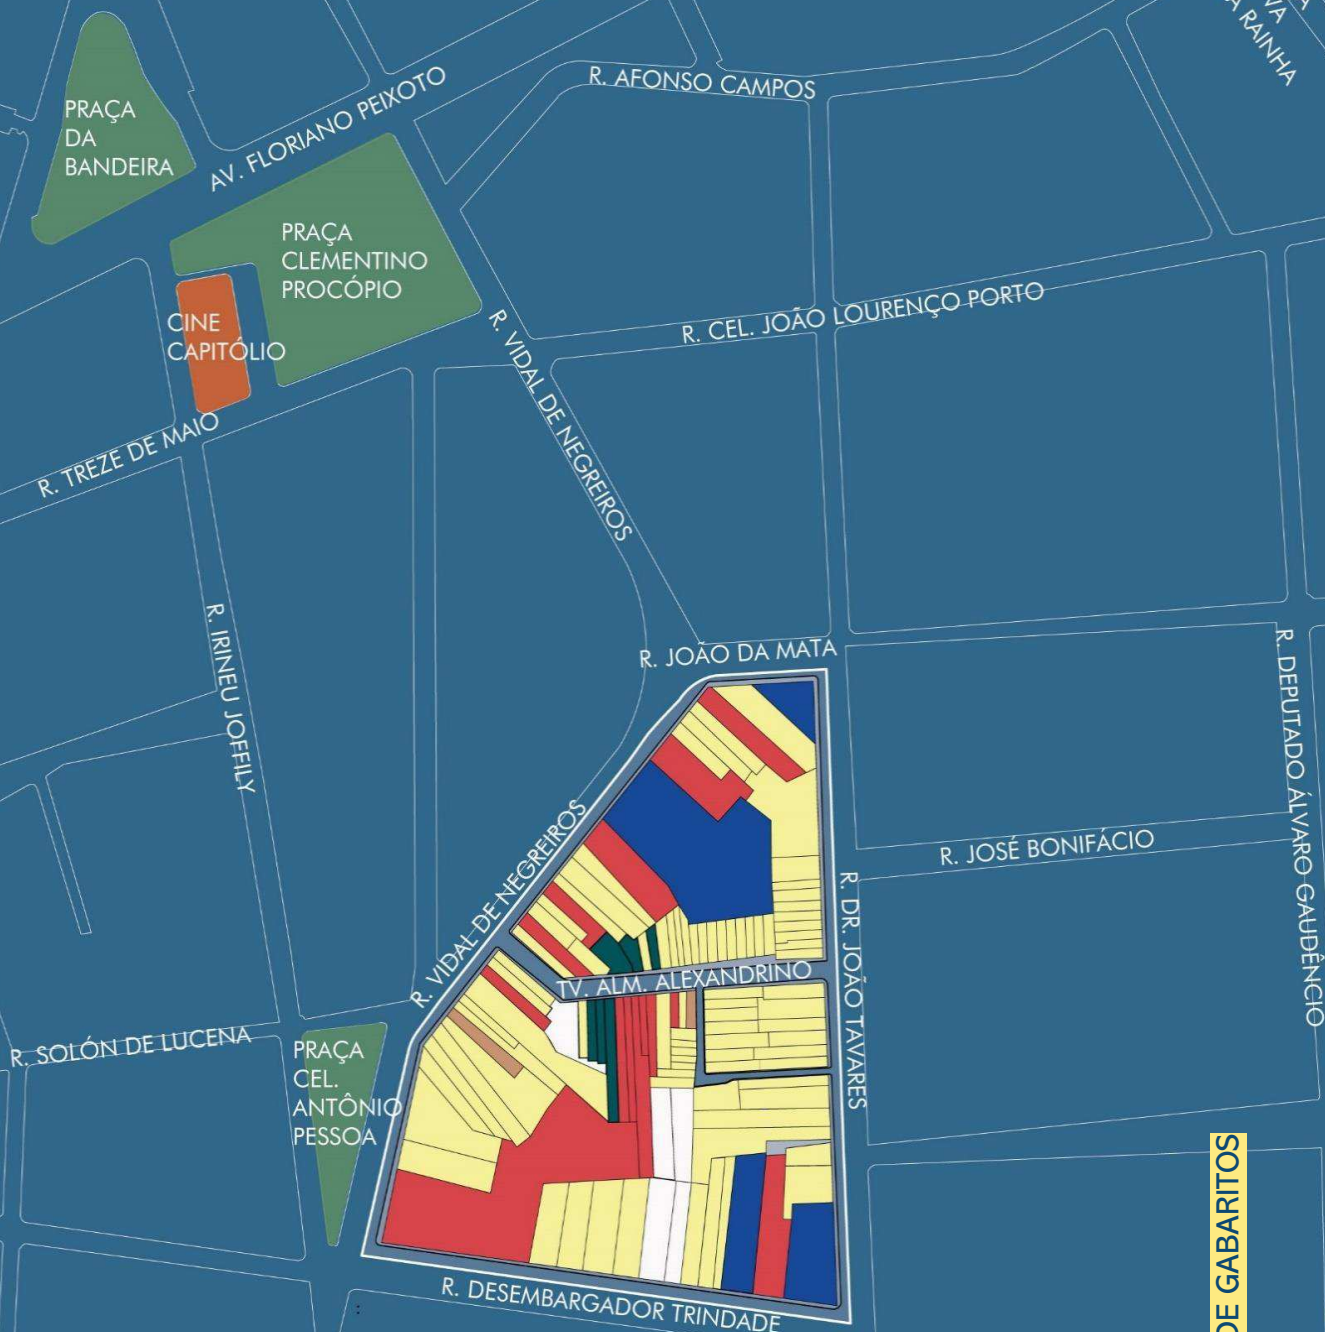 A RAINHA
R. AFONSO CAMPOS
AV. FLORIANO PEIXOTO
PRAÇA
DA
BANDEIRA
PRAÇA
CLEMENTINO
PROCÓPIO
CINE
CAPITÓLIO
R. CEL. JOÃO LOURENÇO PORTO
R. VIDAL DE NEGREIROS
R. TREZE DE MAIO
R. IRINEU JOFFILY
R. JOÃO DA MATA
R. DEPUTADO ÁLVARO GAUDÊNCIO
R. JOSÉ BONIFÁCIO
R. VIDAL DE NEGREIROS
R. DR. JOÃO TAVARES
TV. ALM. ALEXANDRINO
R. SOLÓN DE LUCENA
PRAÇA
CEL.
ANTÔNIO
PESSOA
R. DESEMBARGADOR TRINDADE
DE GABARITOS